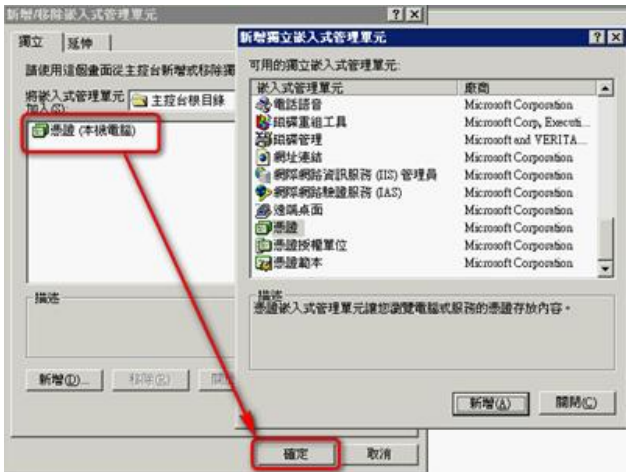 新增/移除嵌入式管理單元
獨立 延伸
請使用這個畫面從主控台新增或移除獨
將嵌入式管理單元加入(S): 主控台根目錄
憑證 (本機電腦)
描述
新增(D)... 移除(R)
確定 取消
新增獨立嵌入式管理單元
可用的獨立嵌入式管理單元:
嵌入式管理單元 廠商
電話語音 Microsoft Corporation
磁碟重組工具 Microsoft Corp, Executi...
磁碟管理 Microsoft and VERITA...
網址連結 Microsoft Corporation
網際網路資訊服務 (IIS) 管理員 Microsoft Corporation
網際網路驗證服務 (IAS) Microsoft Corporation
遠端桌面 Microsoft Corporation
憑證 Microsoft Corporation
憑證授權單位 Microsoft Corporation
憑證範本 Microsoft Corporation
描述
憑證嵌入式管理單元讓您瀏覽電腦或服務的憑證存放內容。
新增(A) 關閉(C)